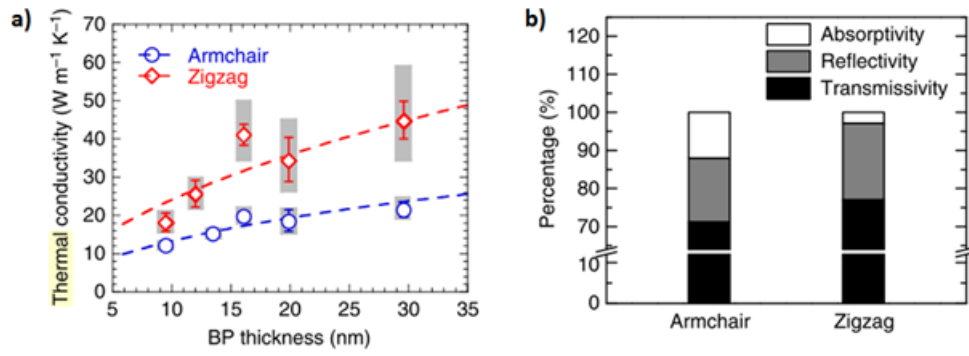 a)
Thermal conductivity (W m⁻¹ K⁻¹)
70
60
50
40
30
20
10
0
Armchair
Zigzag
5 10 15 20 25 30 35
BP thickness (nm)
b)
Percentage (%)
120
110
100
90
80
70
10
0
Absorptivity
Reflectivity
Transmissivity
Armchair Zigzag